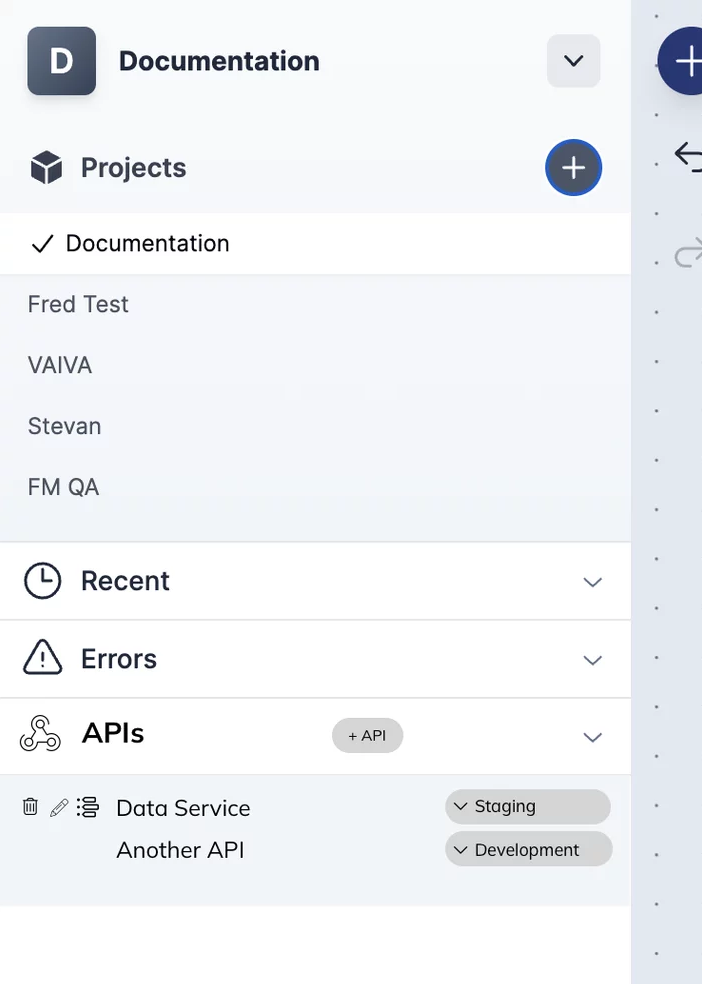 D Documentation
Projects
Documentation
Fred Test
VAIVA
Stevan
FM QA
Recent
Errors
APIs + API
Data Service Staging
Another API Development